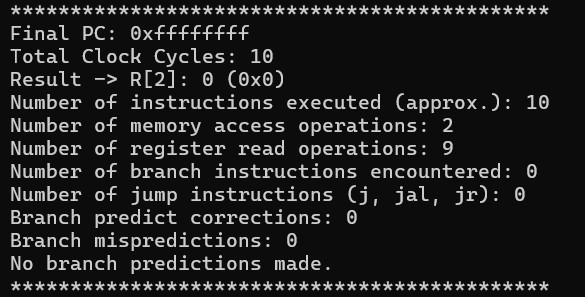 *********************************************
Final PC: 0xffffffff
Total Clock Cycles: 10
Result -> R[2]: 0 (0x0)
Number of instructions executed (approx.): 10
Number of memory access operations: 2
Number of register read operations: 9
Number of branch instructions encountered: 0
Number of jump instructions (j, jal, jr): 0
Branch predict corrections: 0
Branch mispredictions: 0
No branch predictions made.
*********************************************